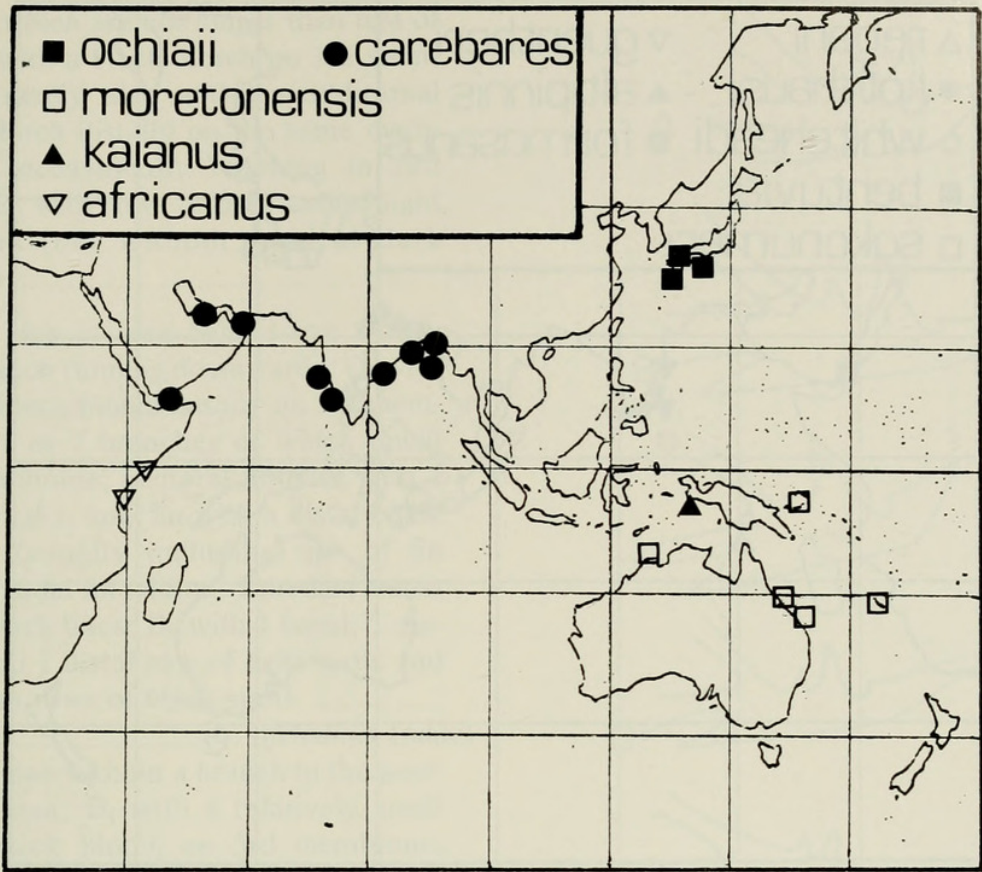 ■ ochiaii ● carebares
□ moretonensis
▲ kaianus
▽ africanus